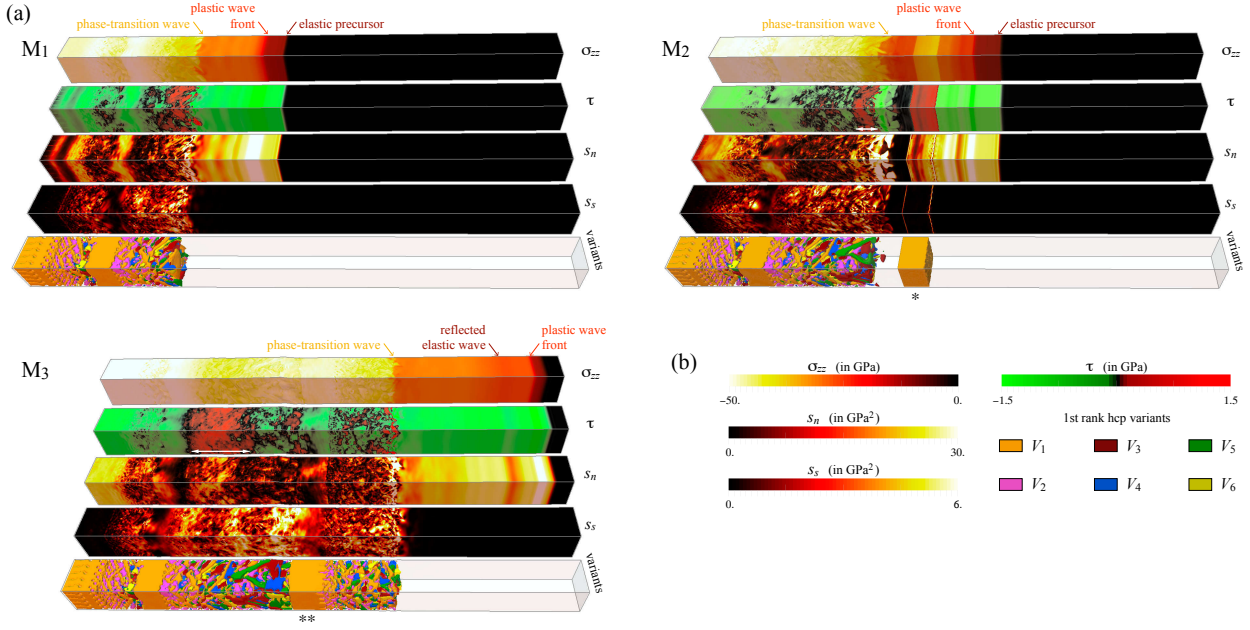 (a)
phase-transition wave
plastic wave
front
elastic precursor
M1
σzz
τ
sn
ss
variants
phase-transition wave
plastic wave
front
elastic precursor
M2
σzz
τ
sn
ss
variants
*
phase-transition wave
reflected
elastic wave
plastic wave
front
M3
σzz
τ
sn
ss
variants
**
(b)
σzz (in GPa)
−50. 0.
sn (in GPa²)
0. 30.
ss (in GPa²)
0. 6.
τ (in GPa)
−1.5 1.5
1st rank hcp variants
V1 V3 V5
V2 V4 V6